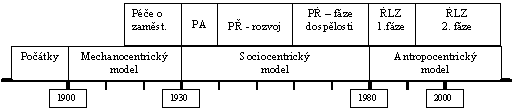 Péče o
zaměst.
PA
PŘ - rozvoj
PŘ – fáze
dospělosti
ŘLZ
1.fáze
ŘLZ
2. fáze
Počátky
Mechanocentrický
model
Sociocentrický
model
Antropocentrický
model
1900
1930
1980
2000